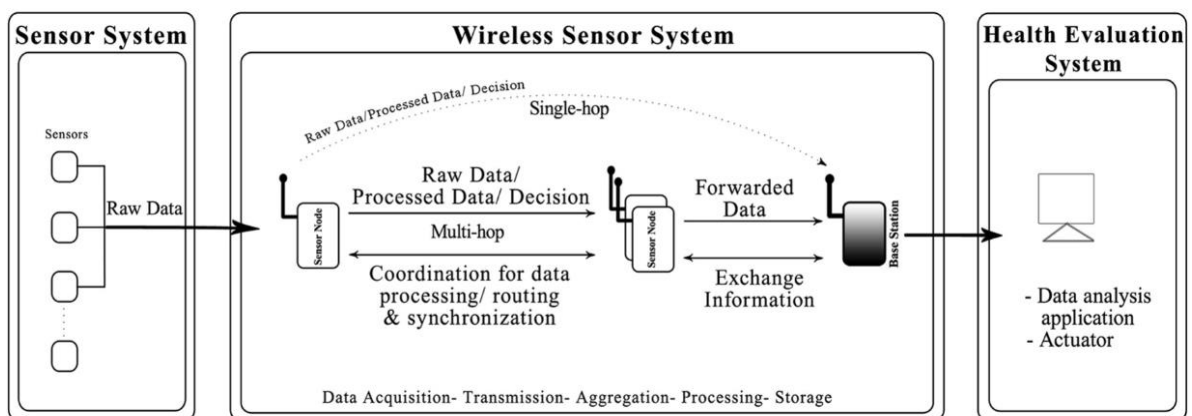 Sensor System
Sensors
Raw Data
Wireless Sensor System
Raw Data/Processed Data/ Decision
Single-hop
Sensor Node
Raw Data/
Processed Data/ Decision
Multi-hop
Coordination for data
processing/ routing
& synchronization
Sensor Node
Forwarded
Data
Exchange
Information
Base Station
Data Acquisition- Transmission- Aggregation- Processing- Storage
Health Evaluation
System
- Data analysis
application
- Actuator